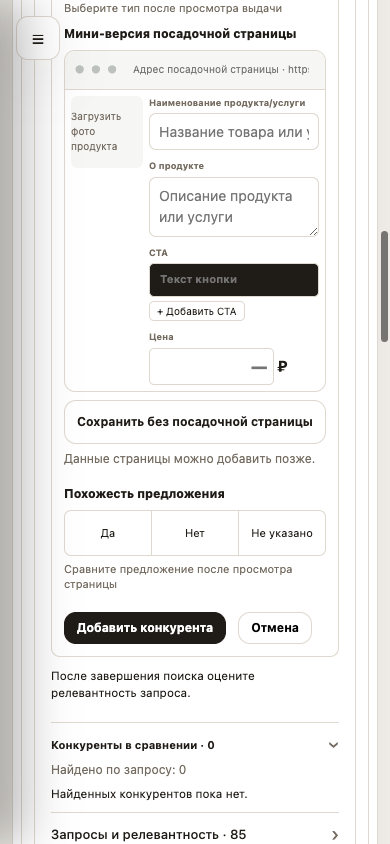 Выберите тип после просмотра выдачи
Мини-версия посадочной страницы
Адрес посадочной страницы · http
Наименование продукта/услуги
Загрузить
фото
продукта
Название товара или
О продукте
Описание продукта
или услуги
CTA
Текст кнопки
+ Добавить CTA
Цена
— ₽
Сохранить без посадочной страницы
Данные страницы можно добавить позже.
Похожесть предложения
Да Нет Не указано
Сравните предложение после просмотра
страницы
Добавить конкурента Отмена
После завершения поиска оцените
релевантность запроса.
Конкуренты в сравнении · 0
Найдено по запросу: 0
Найденных конкурентов пока нет.
Запросы и релевантность · 85